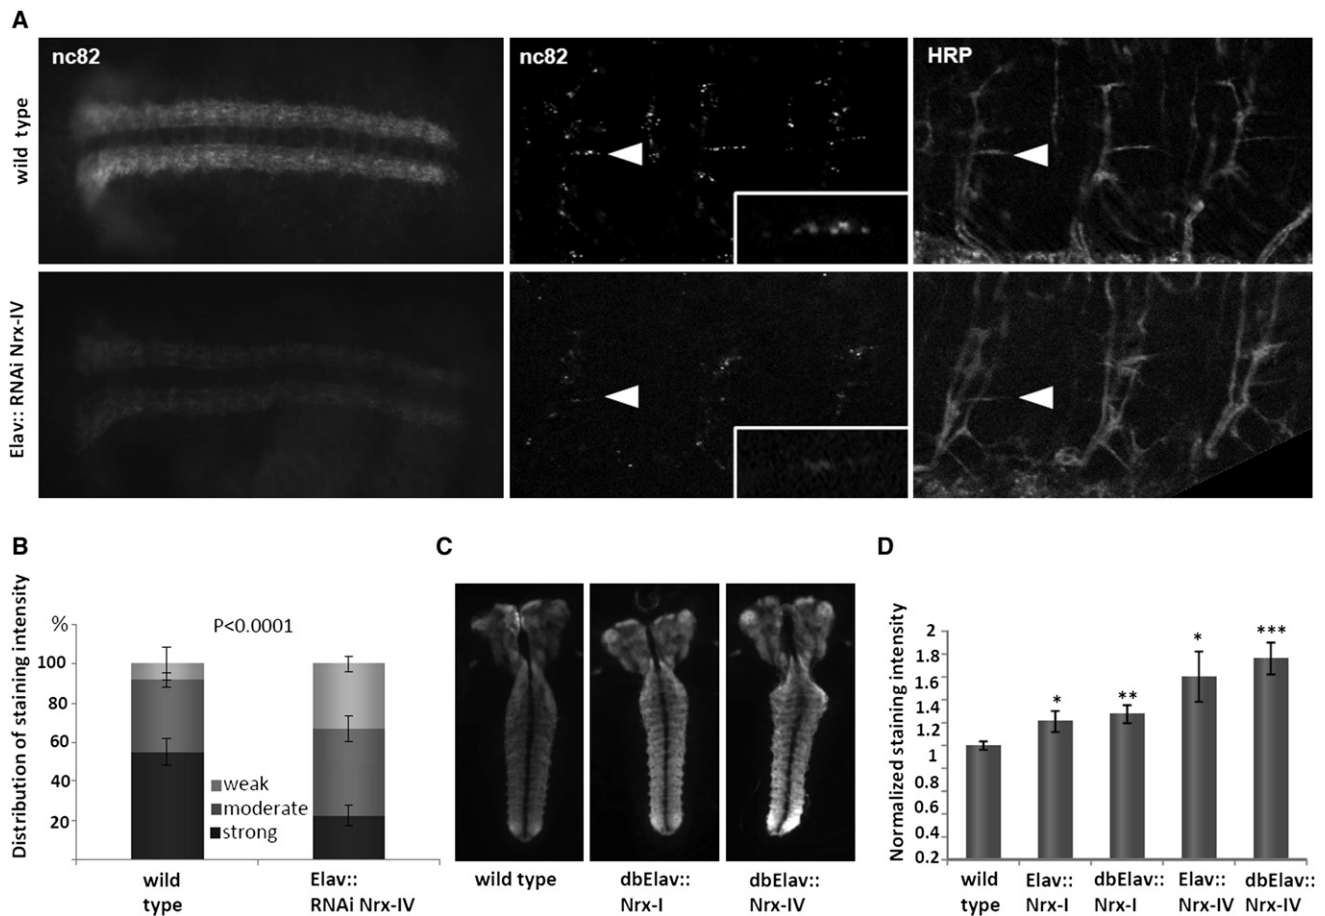 A
nc82
nc82
HRP
wild type
Elav:: RNAi Nrx-IV
B
Distribution of staining intensity
%
P<0.0001
100
80
60
40
20
weak
moderate
strong
wild
type
Elav::
RNAi Nrx-IV
C
wild type
dbElav::
Nrx-I
dbElav::
Nrx-IV
D
Normalized staining intensity
2
1.8
1.6
1.4
1.2
1
0.8
0.6
0.4
0.2
*
**
*
***
wild
type
Elav::
Nrx-I
dbElav::
Nrx-I
Elav::
Nrx-IV
dbElav::
Nrx-IV